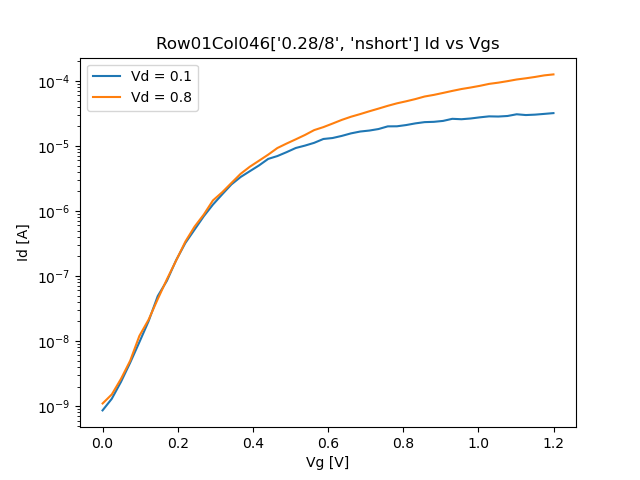 Row01Col046['0.28/8', 'nshort'] Id vs Vgs
Vd = 0.1
Vd = 0.8
Id [A]
10⁻⁴
10⁻⁵
10⁻⁶
10⁻⁷
10⁻⁸
10⁻⁹
0.0 0.2 0.4 0.6 0.8 1.0 1.2
Vg [V]